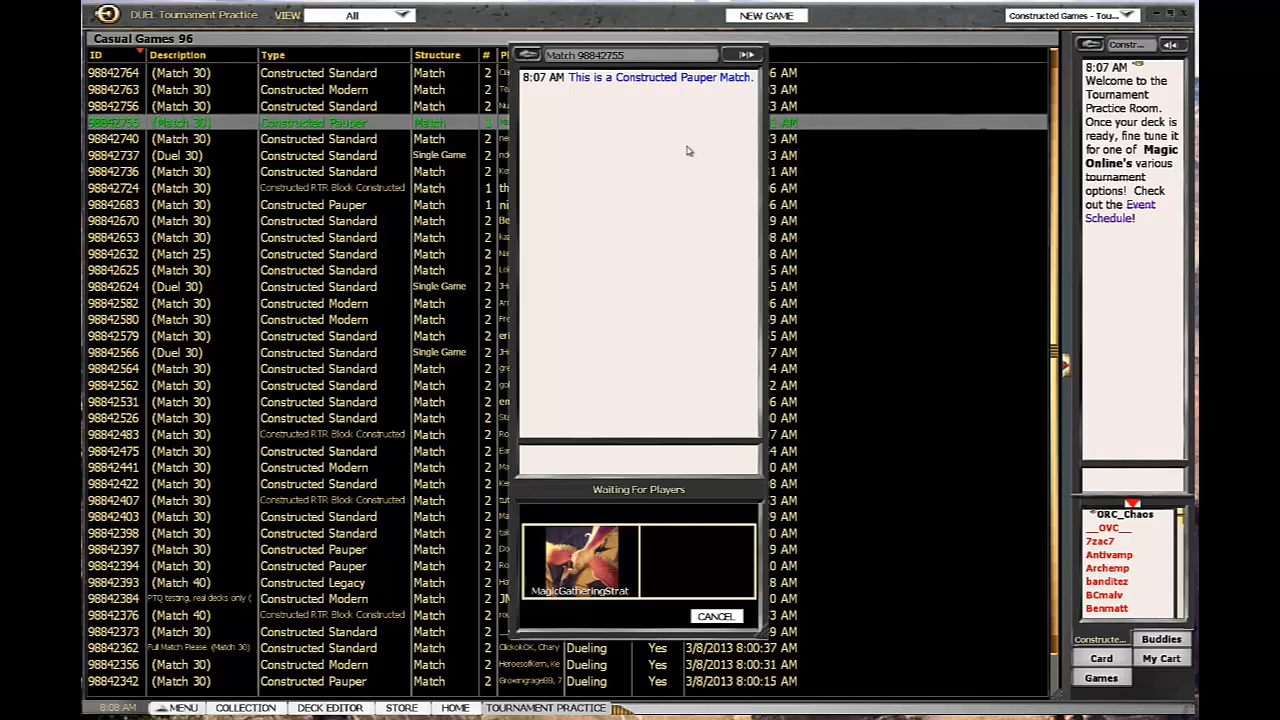 DUEL Tournament Practice VIEW All NEW GAME Constructed Games - Tou...
Casual Games 96
ID Description Type Structure #
98842764 (Match 30) Constructed Standard Match 2
98842763 (Match 30) Constructed Modern Match 2
98842756 (Match 30) Constructed Standard Match 2
98842755 (Match 30) Constructed Pauper Match 1
98842740 (Match 30) Constructed Standard Match 2
98842737 (Duel 30) Constructed Standard Single Game 2
98842736 (Match 30) Constructed Standard Match 2
98842724 (Match 30) Constructed RTR Block Constructed Match 1
98842683 (Match 30) Constructed Pauper Match 1
98842670 (Match 30) Constructed Standard Match 2
98842653 (Match 30) Constructed Standard Match 2
98842632 (Match 25) Constructed Standard Match 2
98842625 (Match 30) Constructed Standard Match 2
98842624 (Duel 30) Constructed Standard Single Game 2
98842582 (Match 30) Constructed Modern Match 2
98842580 (Match 30) Constructed Modern Match 2
98842579 (Match 30) Constructed Standard Match 2
98842566 (Duel 30) Constructed Standard Single Game 2
98842564 (Match 30) Constructed Standard Match 2
98842562 (Match 30) Constructed Standard Match 2
98842531 (Match 30) Constructed Standard Match 2
98842526 (Match 30) Constructed Standard Match 2
98842483 (Match 30) Constructed RTR Block Constructed Match 2
98842475 (Match 30) Constructed Standard Match 2
98842441 (Match 30) Constructed Modern Match 2
98842422 (Match 30) Constructed Standard Match 2
98842407 (Match 30) Constructed RTR Block Constructed Match 2
98842403 (Match 30) Constructed Standard Match 2
98842398 (Match 30) Constructed Standard Match 2
98842397 (Match 30) Constructed Pauper Match 2
98842394 (Match 30) Constructed Pauper Match 2
98842393 (Match 40) Constructed Legacy Match 2
98842384 PTQ testing, real decks only ( Constructed Modern Match 2
98842376 (Match 40) Constructed RTR Block Constructed Match 2
98842373 (Match 30) Constructed Standard Match 2
98842362 Full Match Please. (Match 30) Constructed Standard Match 2 ClickokOK, Chary Dueling Yes 3/8/2013 8:00:37 AM
98842356 (Match 30) Constructed Modern Match 2 HeroesofKern, Ke Dueling Yes 3/8/2013 8:00:31 AM
98842342 (Match 30) Constructed Pauper Match 2 Growingrage89, 7 Dueling Yes 3/8/2013 8:00:15 AM
Match 98842755
8:07 AM This is a Constructed Pauper Match.
Waiting For Players
MagicGatheringStrat
CANCEL
Constr...
8:07 AM
Welcome to the
Tournament
Practice Room.
Once your deck is
ready, fine tune it
for one of Magic
Online's various
tournament
options! Check
out the Event
Schedule!
ORC_Chaos
__OVC__
7zac7
Antivamp
Archemp
banditez
BCmalv
Benmatt
Constructe... Buddies
Card My Cart
Games
8:08 AM MENU COLLECTION DECK EDITOR STORE HOME TOURNAMENT PRACTICE